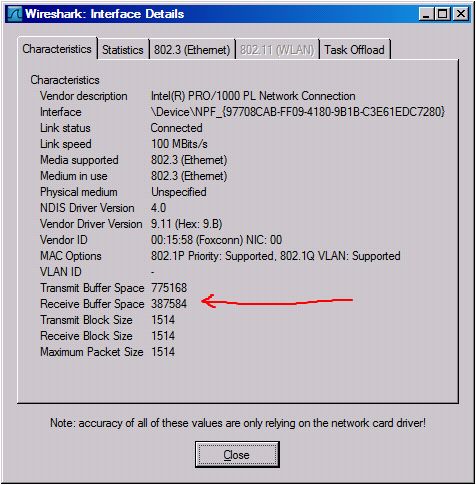 Wireshark: Interface Details
Characteristics Statistics 802.3 (Ethernet) 802.11 (WLAN) Task Offload
Characteristics
Vendor description Intel(R) PRO/1000 PL Network Connection
Interface \Device\NPF_{97708CAB-FF09-4180-9B1B-C3E61EDC7280}
Link status Connected
Link speed 100 MBits/s
Media supported 802.3 (Ethernet)
Medium in use 802.3 (Ethernet)
Physical medium Unspecified
NDIS Driver Version 4.0
Vendor Driver Version 9.11 (Hex: 9.B)
Vendor ID 00:15:58 (Foxconn) NIC: 00
MAC Options 802.1P Priority: Supported, 802.1Q VLAN: Supported
VLAN ID -
Transmit Buffer Space 775168
Receive Buffer Space 387584
Transmit Block Size 1514
Receive Block Size 1514
Maximum Packet Size 1514
Note: accuracy of all of these values are only relying on the network card driver!
Close